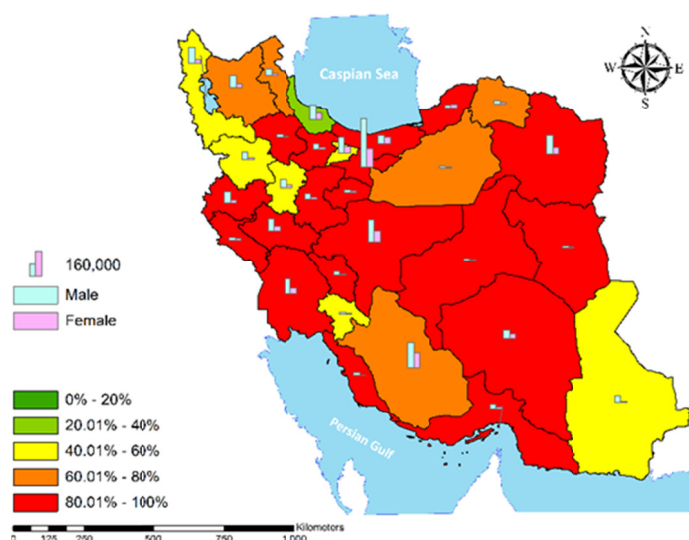 N
W E
S
Caspian Sea
160,000
Male
Female
Persian Gulf
0% - 20%
20.01% - 40%
40.01% - 60%
60.01% - 80%
80.01% - 100%
Kilometers
0 125 250 500 750 1,000